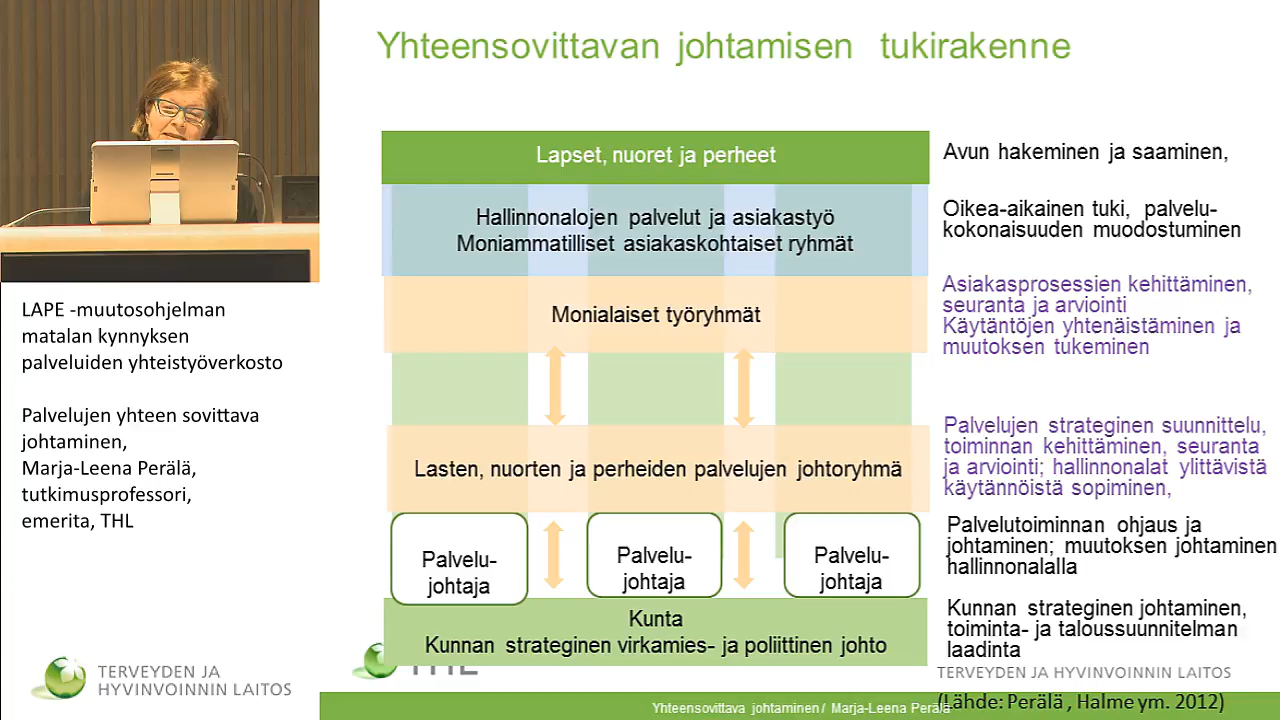 Yhteensovittavan johtamisen tukirakenne
Lapset, nuoret ja perheet
Avun hakeminen ja saaminen,
Hallinnonalojen palvelut ja asiakastyö
Moniammatilliset asiakaskohtaiset ryhmät
Oikea-aikainen tuki, palvelu-
kokonaisuuden muodostuminen
Monialaiset työryhmät
Asiakasprosessien kehittäminen,
seuranta ja arviointi
Käytäntöjen yhtenäistäminen ja
muutoksen tukeminen
Lasten, nuorten ja perheiden palvelujen johtoryhmä
Palvelujen strateginen suunnittelu,
toiminnan kehittäminen, seuranta
ja arviointi; hallinnonalat ylittävistä
käytännöistä sopiminen,
Palvelu-
johtaja
Palvelu-
johtaja
Palvelu-
johtaja
Palvelutoiminnan ohjaus ja
johtaminen; muutoksen johtaminen
hallinnonalalla
Kunta
Kunnan strateginen virkamies- ja poliittinen johto
Kunnan strateginen johtaminen,
toiminta- ja taloussuunnitelman
laadinta
LAPE -muutosohjelman
matalan kynnyksen
palveluiden yhteistyöverkosto
Palvelujen yhteen sovittava
johtaminen,
Marja-Leena Perälä,
tutkimusprofessori,
emerita, THL
TERVEYDEN JA
HYVINVOINNIN LAITOS
THL
TERVEYDEN JA HYVINVOINNIN LAITOS
(Lähde: Perälä , Halme ym. 2012)
Yhteensovittava johtaminen / Marja-Leena Perälä